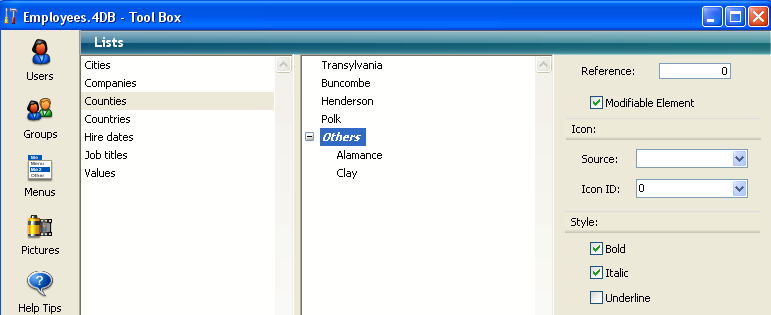 Employees.4DB - Tool Box
Lists
Users
Groups
Menus
Pictures
Help Tips
Cities
Companies
Counties
Countries
Hire dates
Job titles
Values
Transylvania
Buncombe
Henderson
Polk
Others
Alamance
Clay
Reference: 0
Modifiable Element
Icon:
Source:
Icon ID: 0
Style:
Bold
Italic
Underline